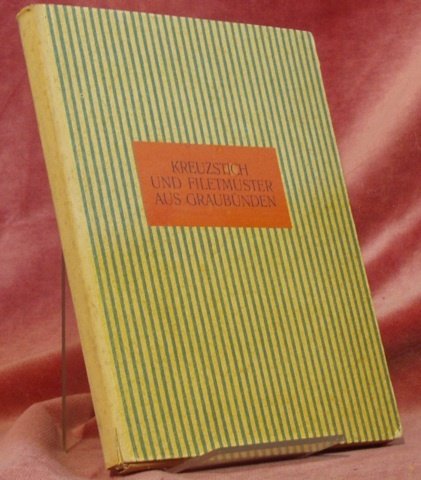 KREUZSTICH
UND FILETMUSTER
AUS GRAUBÜNDEN